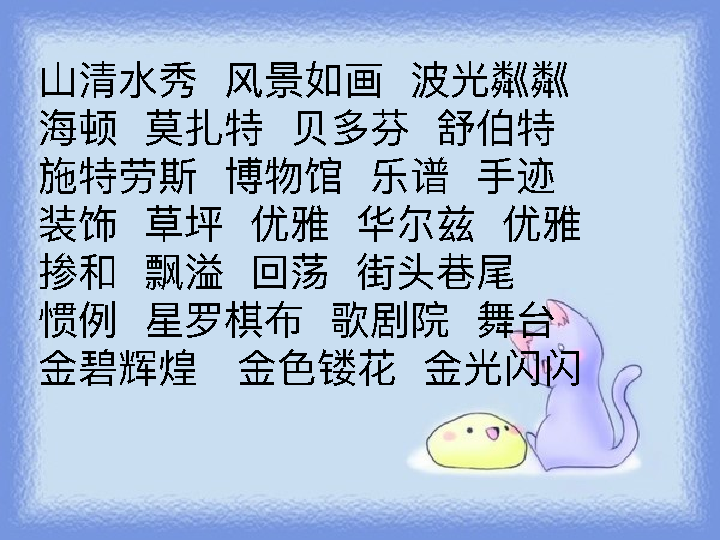 山清水秀 风景如画 波光粼粼
海顿 莫扎特 贝多芬 舒伯特
施特劳斯 博物馆 乐谱 手迹
装饰 草坪 优雅 华尔兹 优雅
掺和 飘溢 回荡 街头巷尾
惯例 星罗棋布 歌剧院 舞台
金碧辉煌 金色镂花 金光闪闪